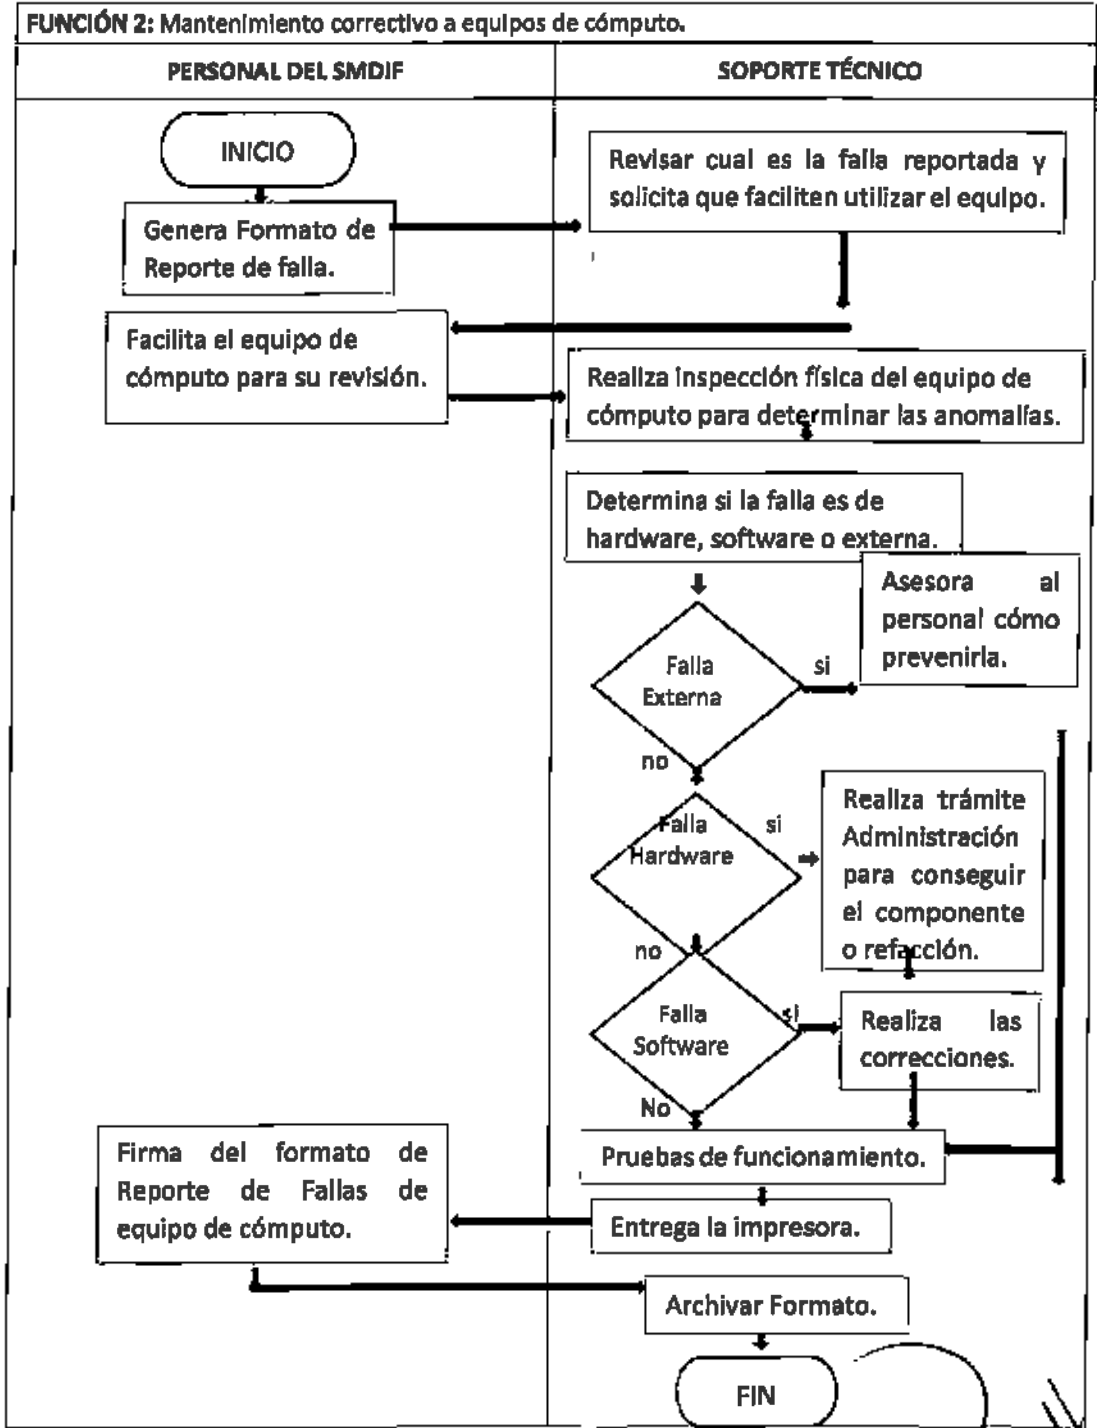 FUNCIÓN 2: Mantenimiento correctivo a equipos de cómputo.
PERSONAL DEL SMDIF
SOPORTE TÉCNICO
INICIO
Revisar cual es la falla reportada y
solicita que faciliten utilizar el equipo.
Genera Formato de
Reporte de falla.
Facilita el equipo de
cómputo para su revisión.
Realiza inspección física del equipo de
cómputo para determinar las anomalías.
Determina si la falla es de
hardware, software o externa.
Asesora al
personal cómo
prevenirla.
Falla
Externa
si
no
Falla
Hardware
si
Realiza trámite
Administración
para conseguir
el componente
o refacción.
no
Falla
Software
si
Realiza las
correcciones.
No
Pruebas de funcionamiento.
Firma del formato de
Reporte de Fallas de
equipo de cómputo.
Entrega la impresora.
Archivar Formato.
FIN